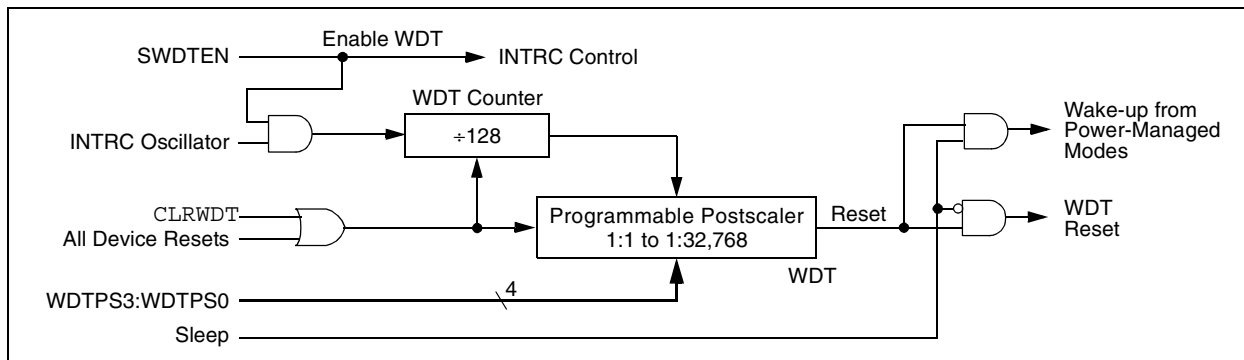 Enable WDT
SWDTEN
INTRC Control
WDT Counter
INTRC Oscillator
÷128
Wake-up from
Power-Managed
Modes
CLRWDT
All Device Resets
Programmable Postscaler
1:1 to 1:32,768
Reset
WDT
WDT
Reset
WDTPS3:WDTPS0
4
Sleep